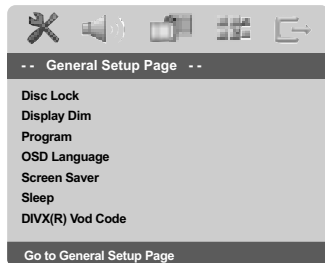 - - General Setup Page - -
Disc Lock
Display Dim
Program
OSD Language
Screen Saver
Sleep
DIVX(R) Vod Code
Go to General Setup Page